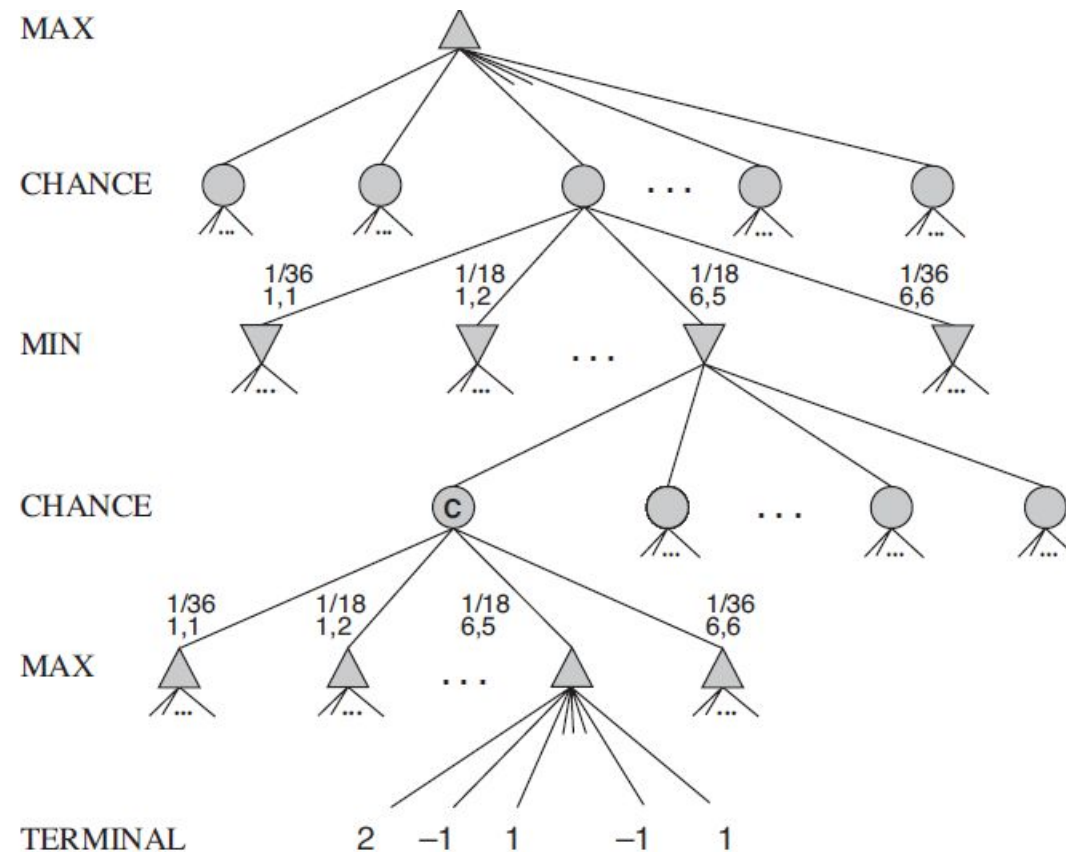 MAX
CHANCE
... ... . . . ... ...
1/36 1/18 1/18 1/36
1,1 1,2 6,5 6,6
MIN
... ... . . . ...
CHANCE
C . . .
... ... ...
1/36 1/18 1/18 1/36
1,1 1,2 6,5 6,6
MAX
... ... . . . ...
TERMINAL 2 –1 1 –1 1